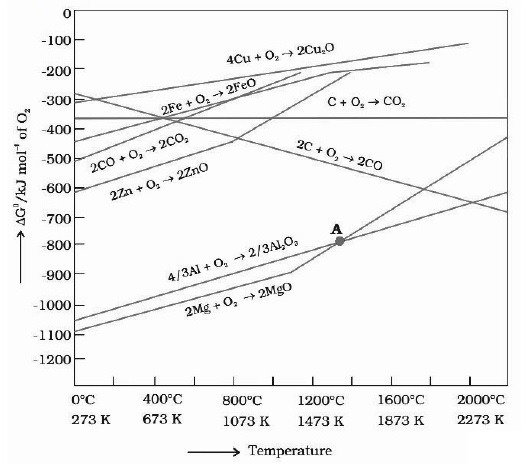 0
-100
-200
-300
-400
-500
-600
-700
-800
-900
-1000
-1100
-1200
ΔG⁰/kJ mol⁻¹ of O₂
4Cu + O₂ → 2Cu₂O
2Fe + O₂ → 2FeO
C + O₂ → CO₂
2CO + O₂ → 2CO₂
2C + O₂ → 2CO
2Zn + O₂ → 2ZnO
A
4/3Al + O₂ → 2/3Al₂O₃
2Mg + O₂ → 2MgO
0°C 400°C 800°C 1200°C 1600°C 2000°C
273 K 673 K 1073 K 1473 K 1873 K 2273 K
Temperature